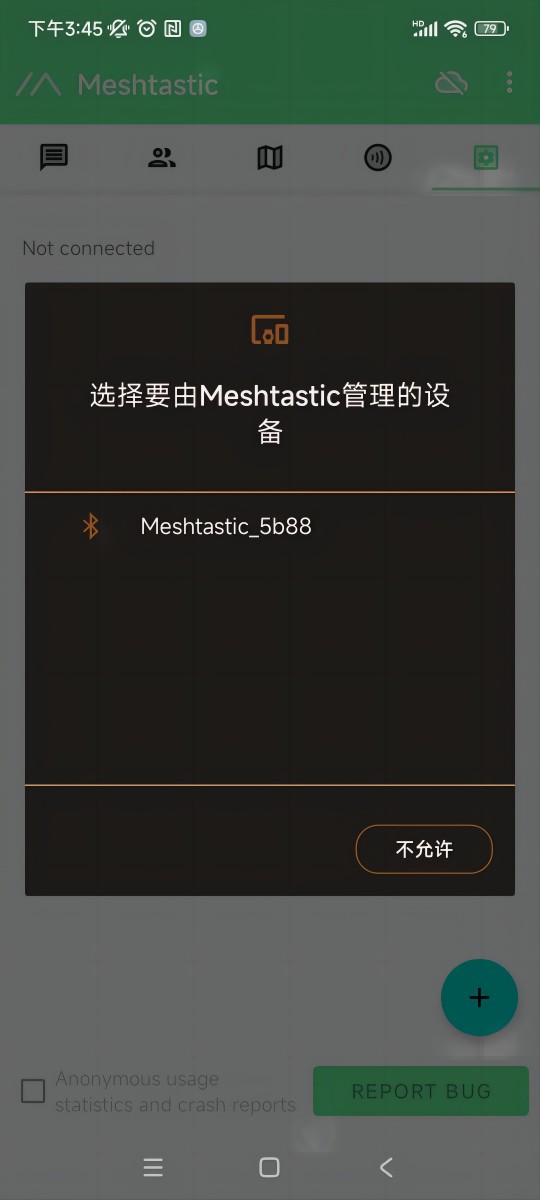 下午3:45
HD
6
79
Meshtastic
Not connected
选择要由Meshtastic管理的设
备
Meshtastic_5b88
不允许
Anonymous usage
statistics and crash reports
REPORT BUG